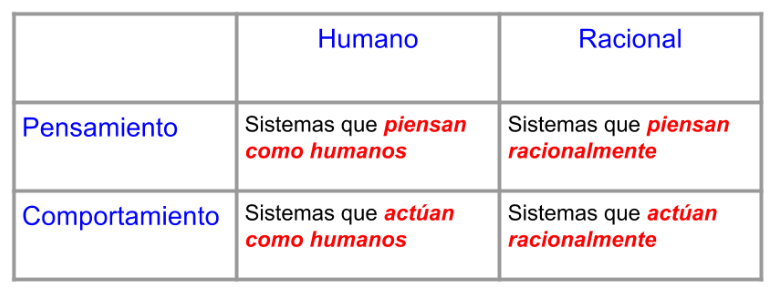 Humano
Racional
Pensamiento
Sistemas que piensan
como humanos
Sistemas que piensan
racionalmente
Comportamiento
Sistemas que actúan
como humanos
Sistemas que actúan
racionalmente